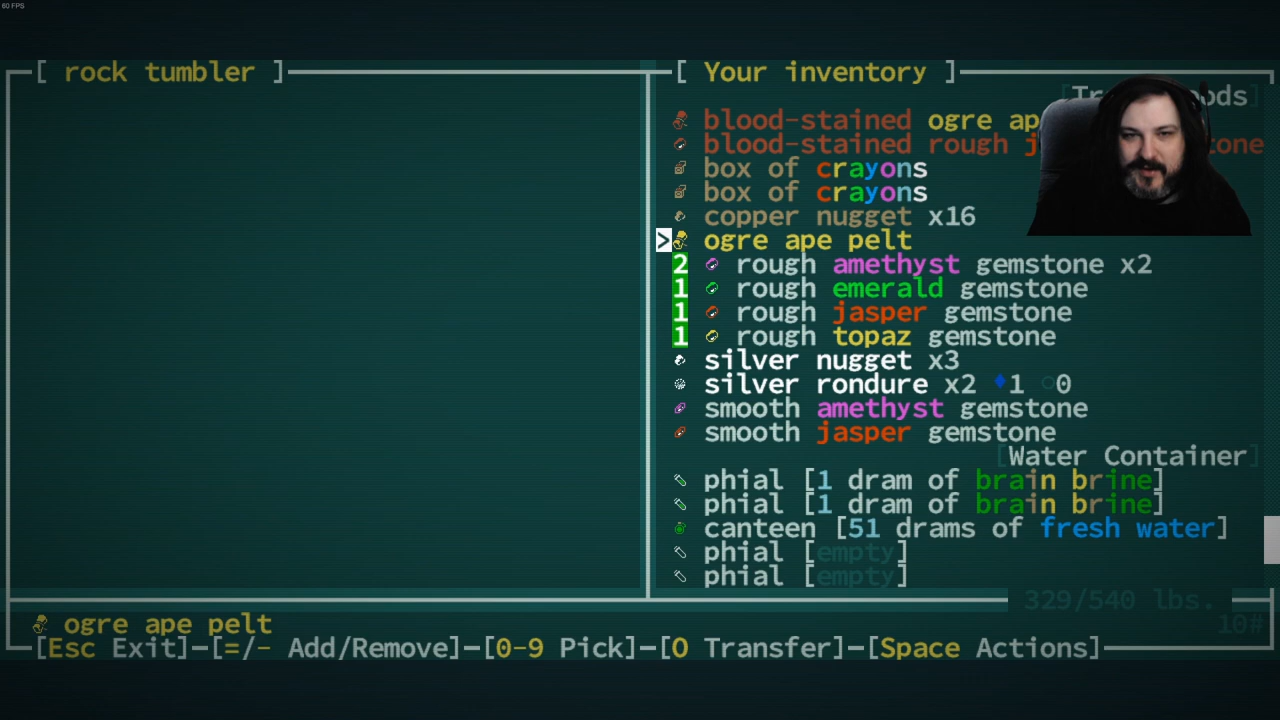 60 FPS
[ rock tumbler ]
[ Your inventory ]
blood-stained ogre ap
blood-stained rough
box of crayons
box of crayons
copper nugget x16
> ogre ape pelt
2 rough amethyst gemstone x2
1 rough emerald gemstone
1 rough jasper gemstone
1 rough topaz gemstone
silver nugget x3
silver rondure x2 ♦1 ○0
smooth amethyst gemstone
smooth jasper gemstone
[Water Container]
phial [1 dram of brain brine]
phial [1 dram of brain brine]
canteen [51 drams of fresh water]
phial [empty]
phial [empty]
329/540 lbs.
10#
ogre ape pelt
[Esc Exit]-[=/- Add/Remove]-[0-9 Pick]-[O Transfer]-[Space Actions]